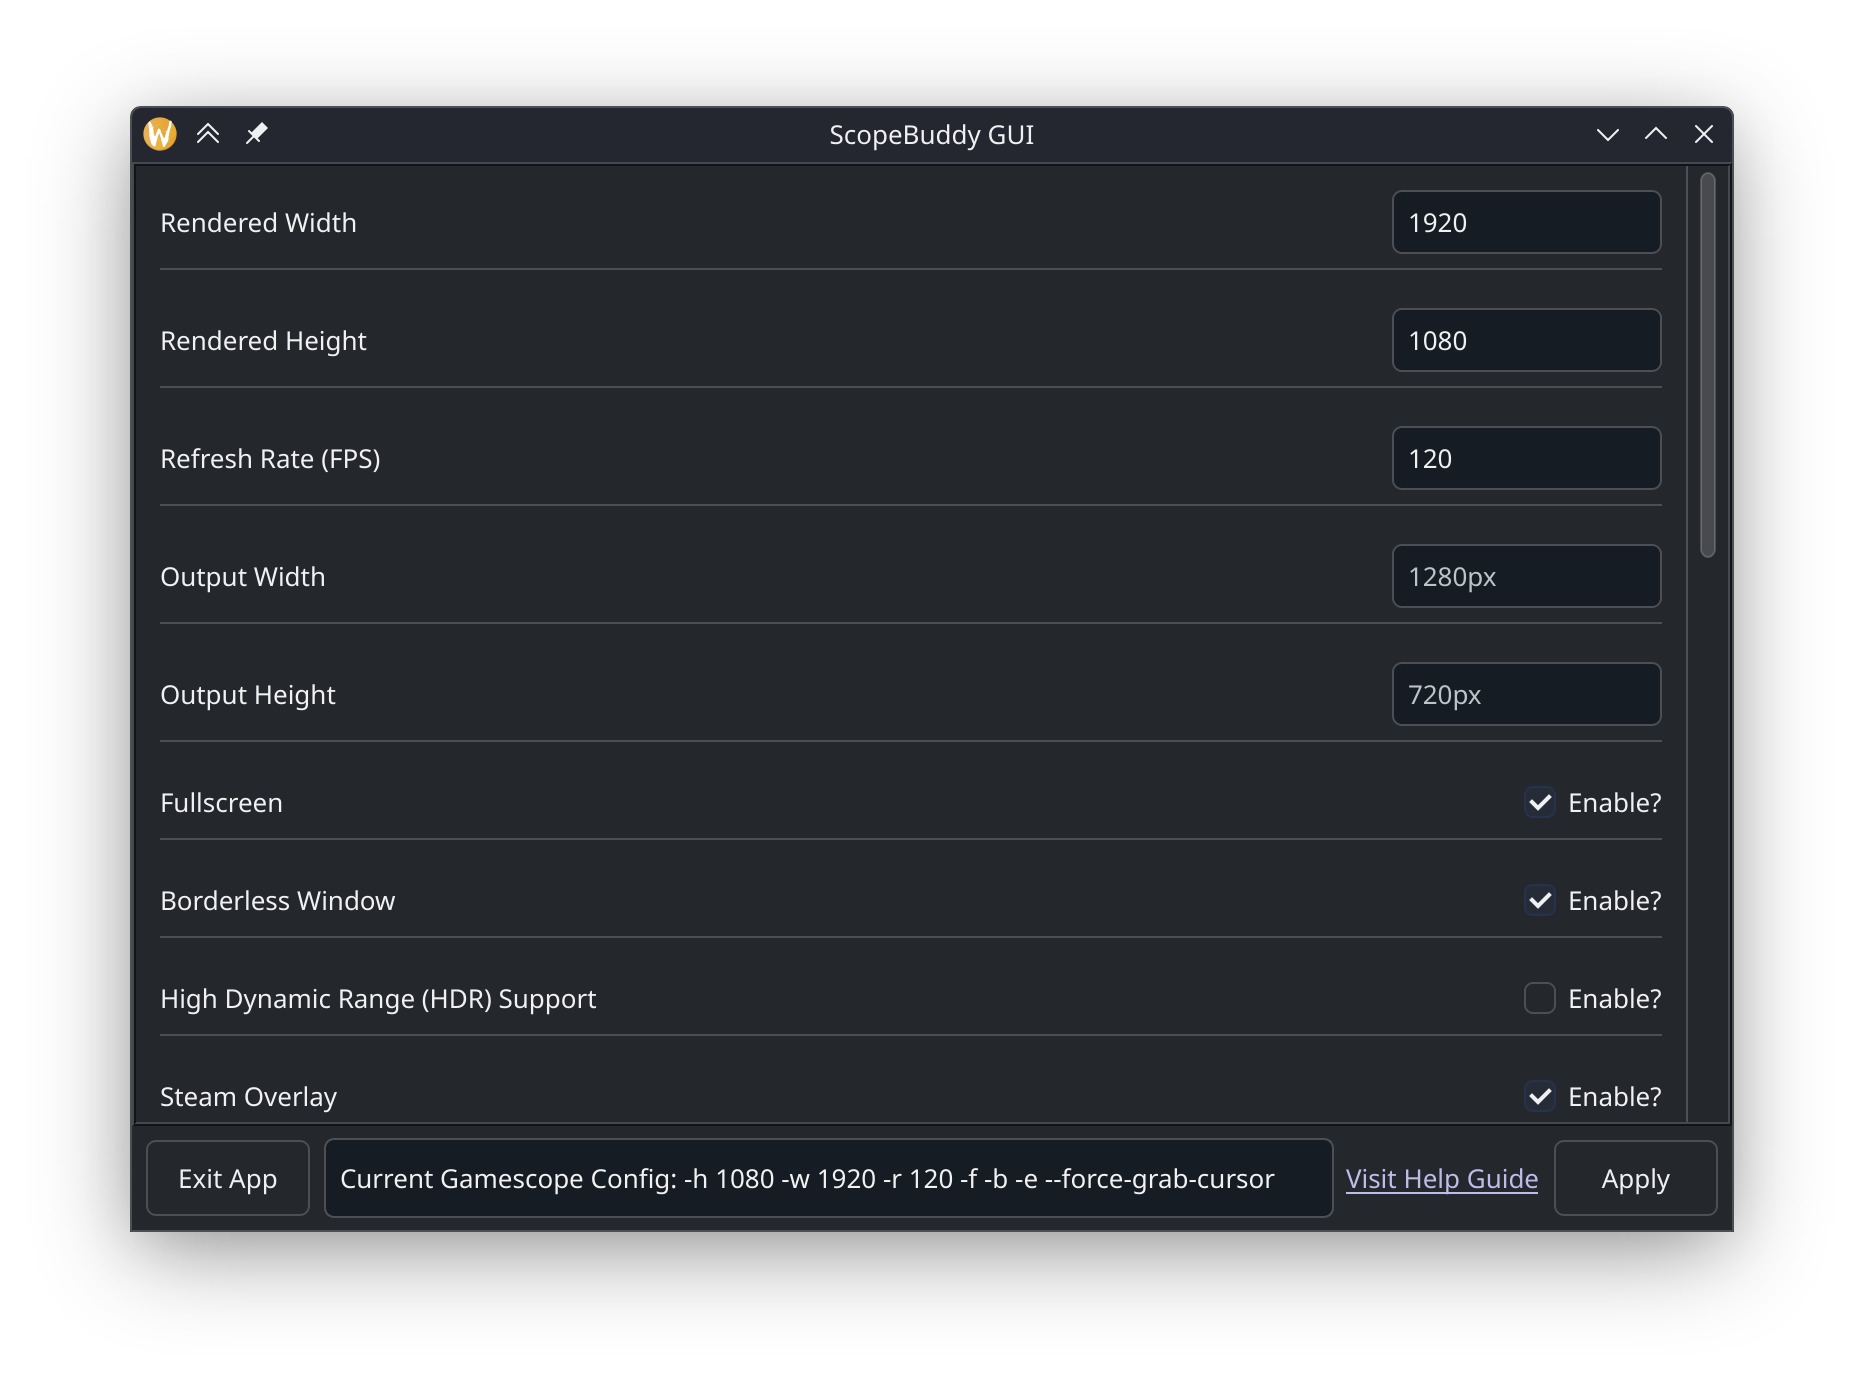 ScopeBuddy GUI
Rendered Width 1920
Rendered Height 1080
Refresh Rate (FPS) 120
Output Width 1280px
Output Height 720px
Fullscreen Enable?
Borderless Window Enable?
High Dynamic Range (HDR) Support Enable?
Steam Overlay Enable?
Exit App Current Gamescope Config: -h 1080 -w 1920 -r 120 -f -b -e --force-grab-cursor Visit Help Guide Apply